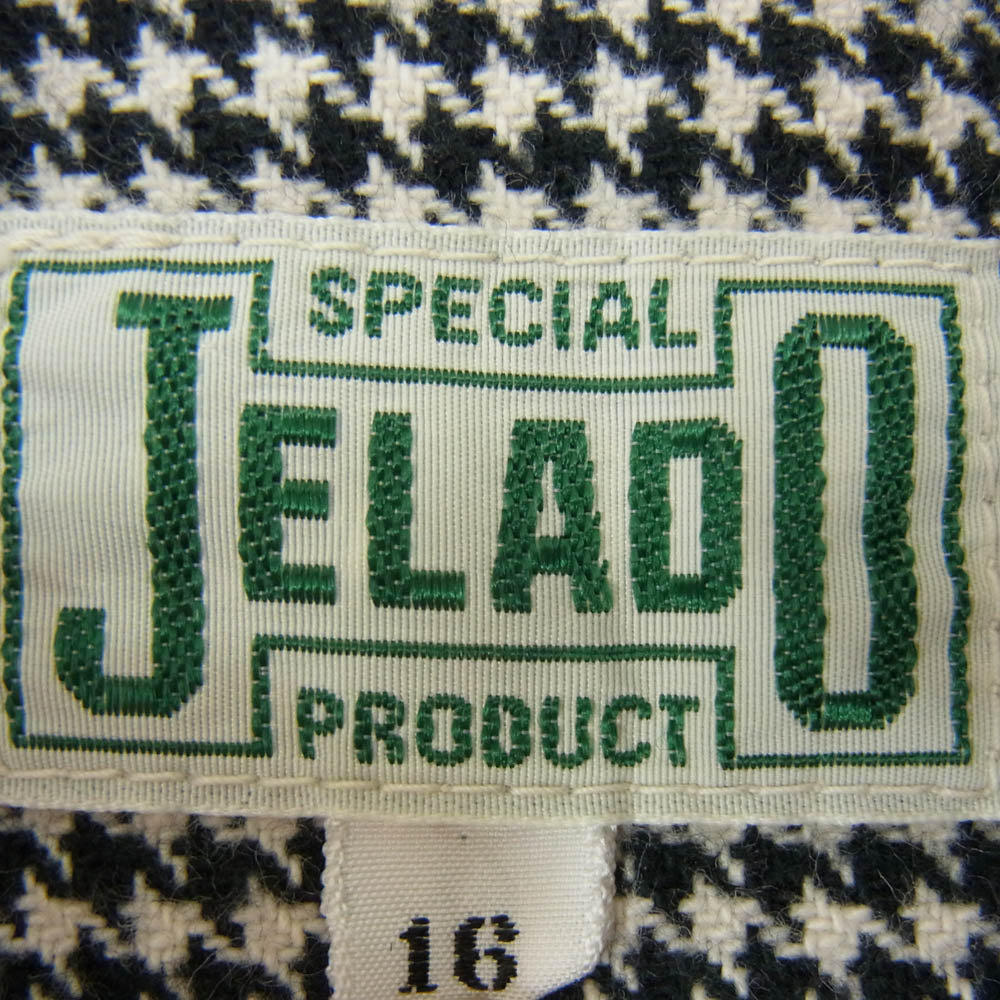 SPECIAL
JELADO
PRODUCT
16